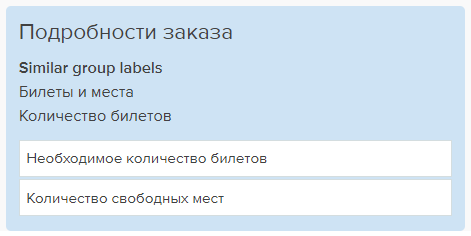 Подробности заказа
Similar group labels
Билеты и места
Количество билетов
Необходимое количество билетов
Количество свободных мест